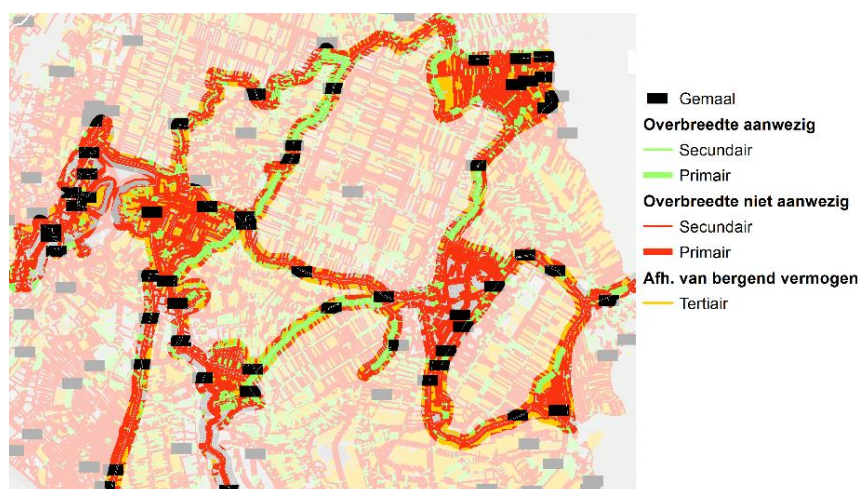 Gemaal
Overbreedte aanwezig
Secundair
Primair
Overbreedte niet aanwezig
Secundair
Primair
Afh. van bergend vermogen
Tertiair